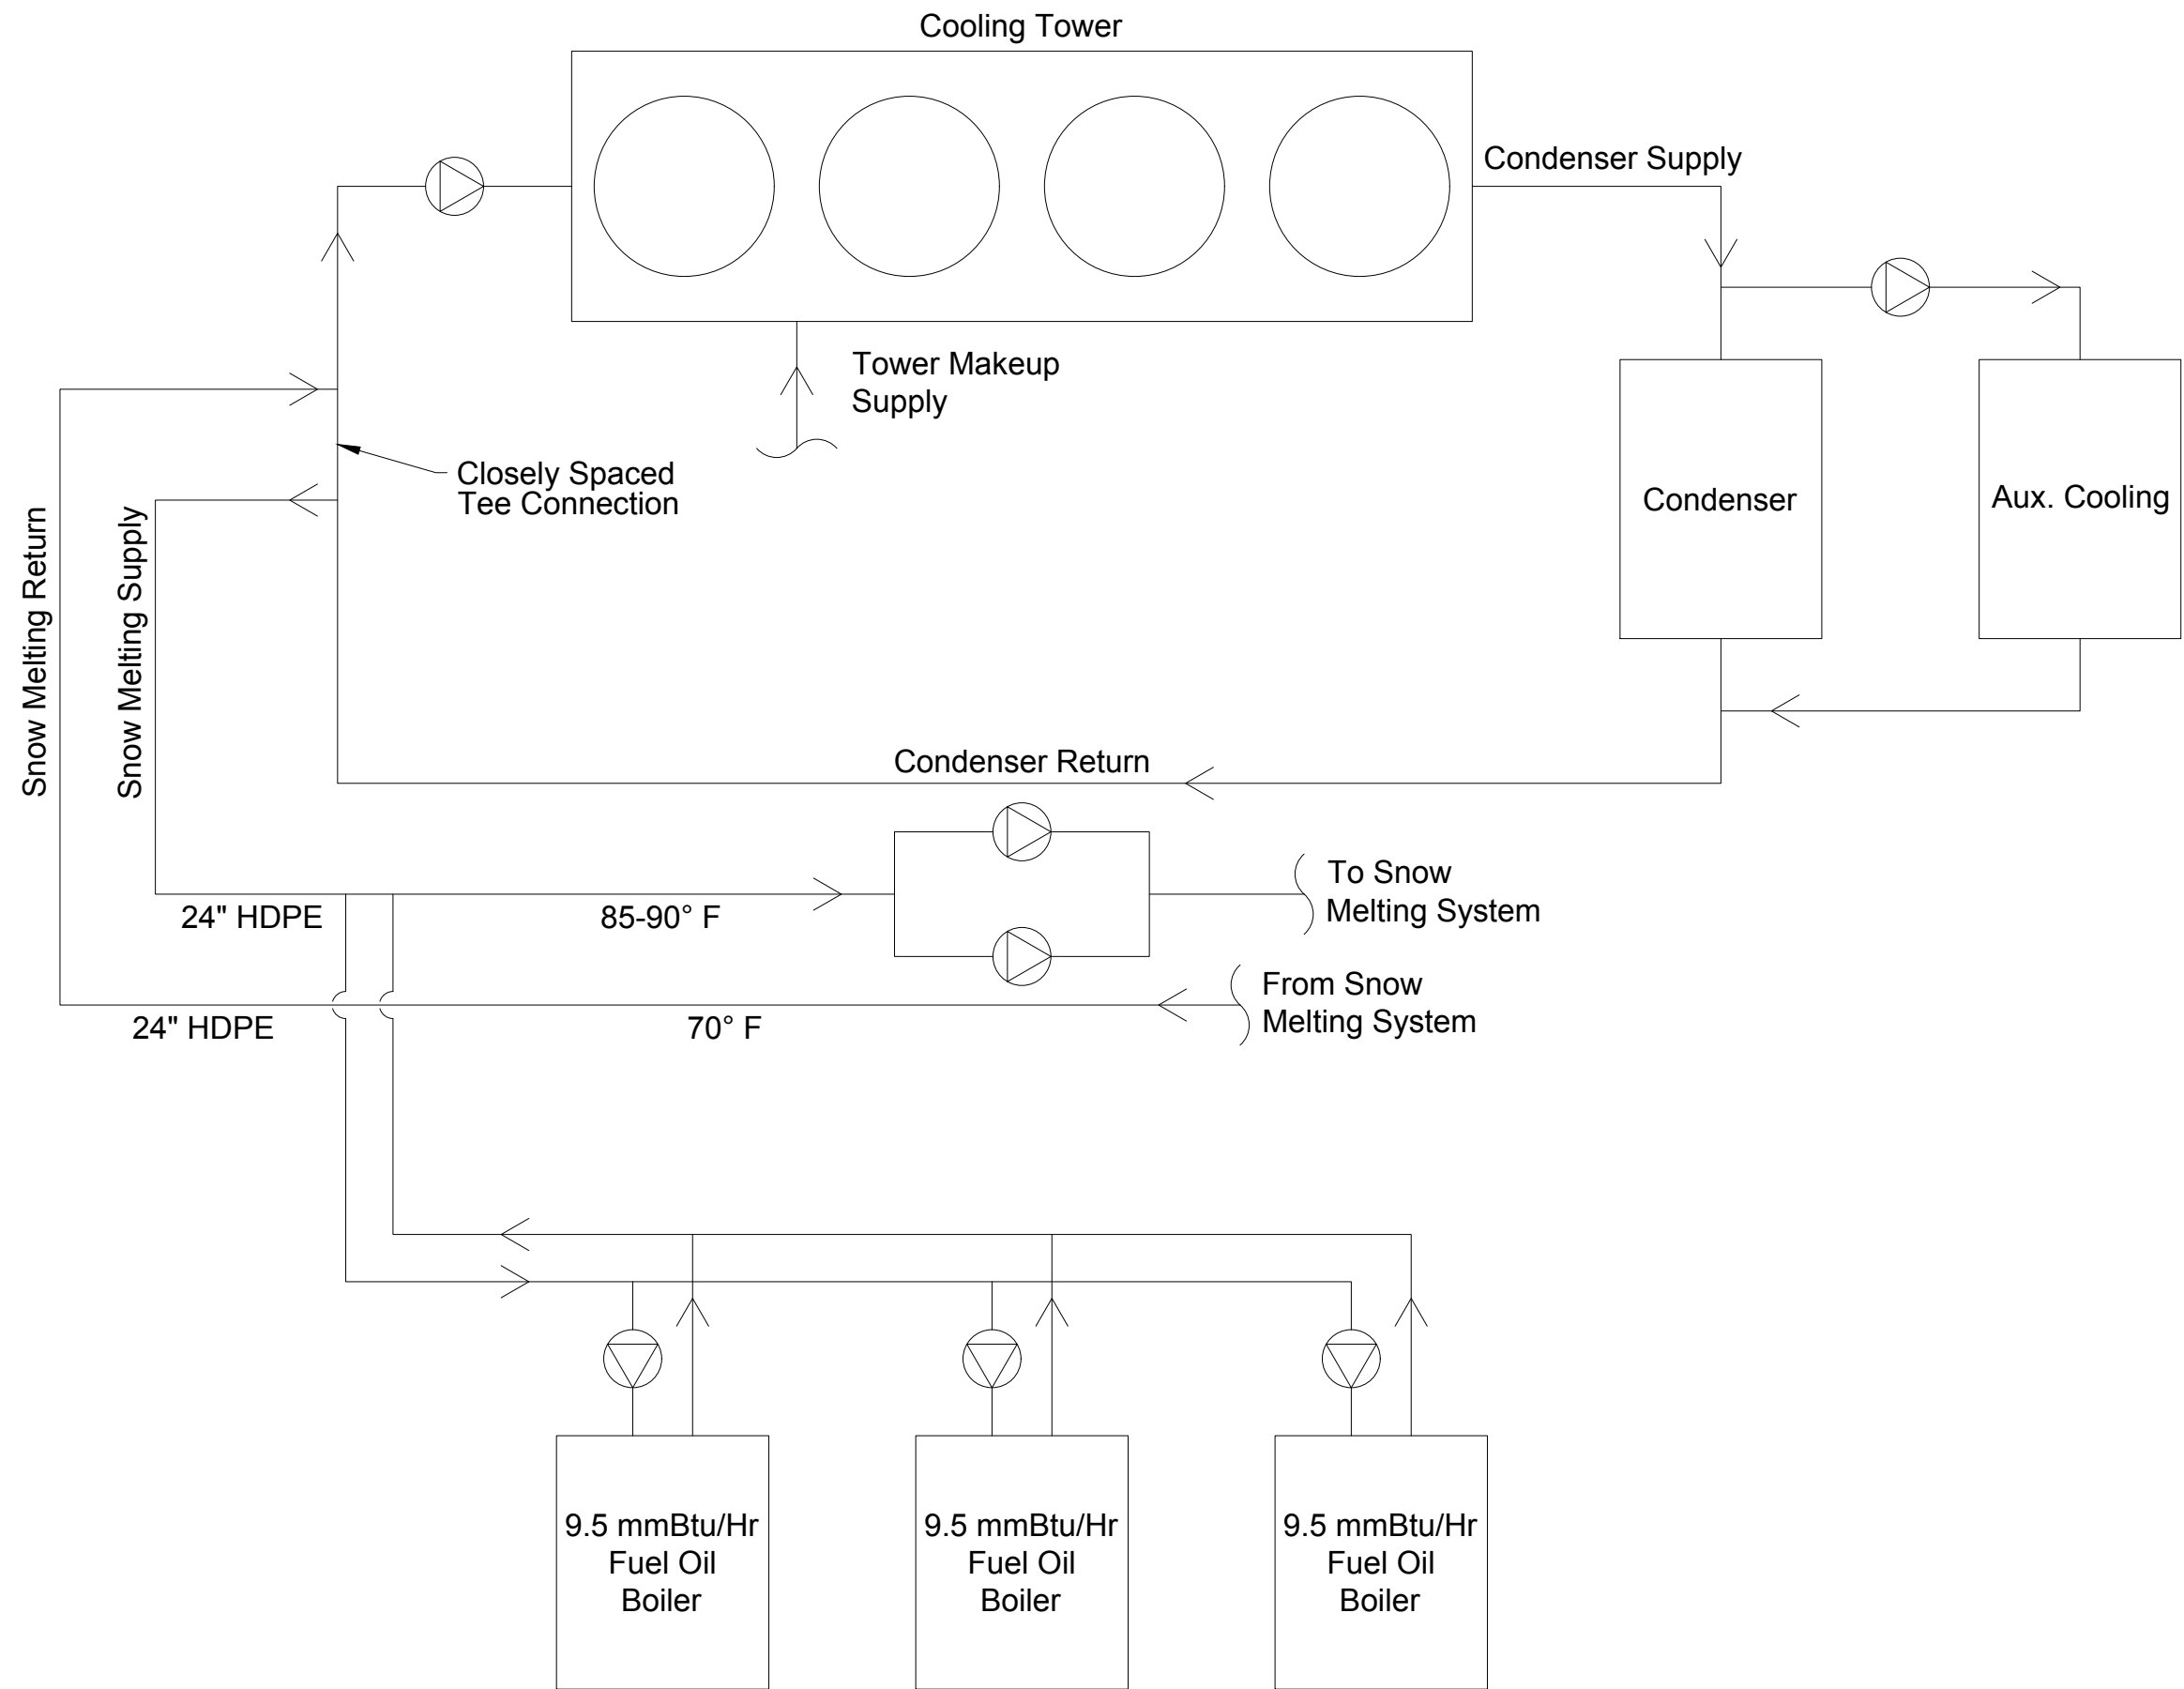 Cooling Tower
Condenser Supply
Tower Makeup
Supply
Closely Spaced
Tee Connection
Condenser
Aux. Cooling
Snow Melting Return
Snow Melting Supply
Condenser Return
To Snow
Melting System
24" HDPE
85-90° F
From Snow
Melting System
24" HDPE
70° F
9.5 mmBtu/Hr
Fuel Oil
Boiler
9.5 mmBtu/Hr
Fuel Oil
Boiler
9.5 mmBtu/Hr
Fuel Oil
Boiler